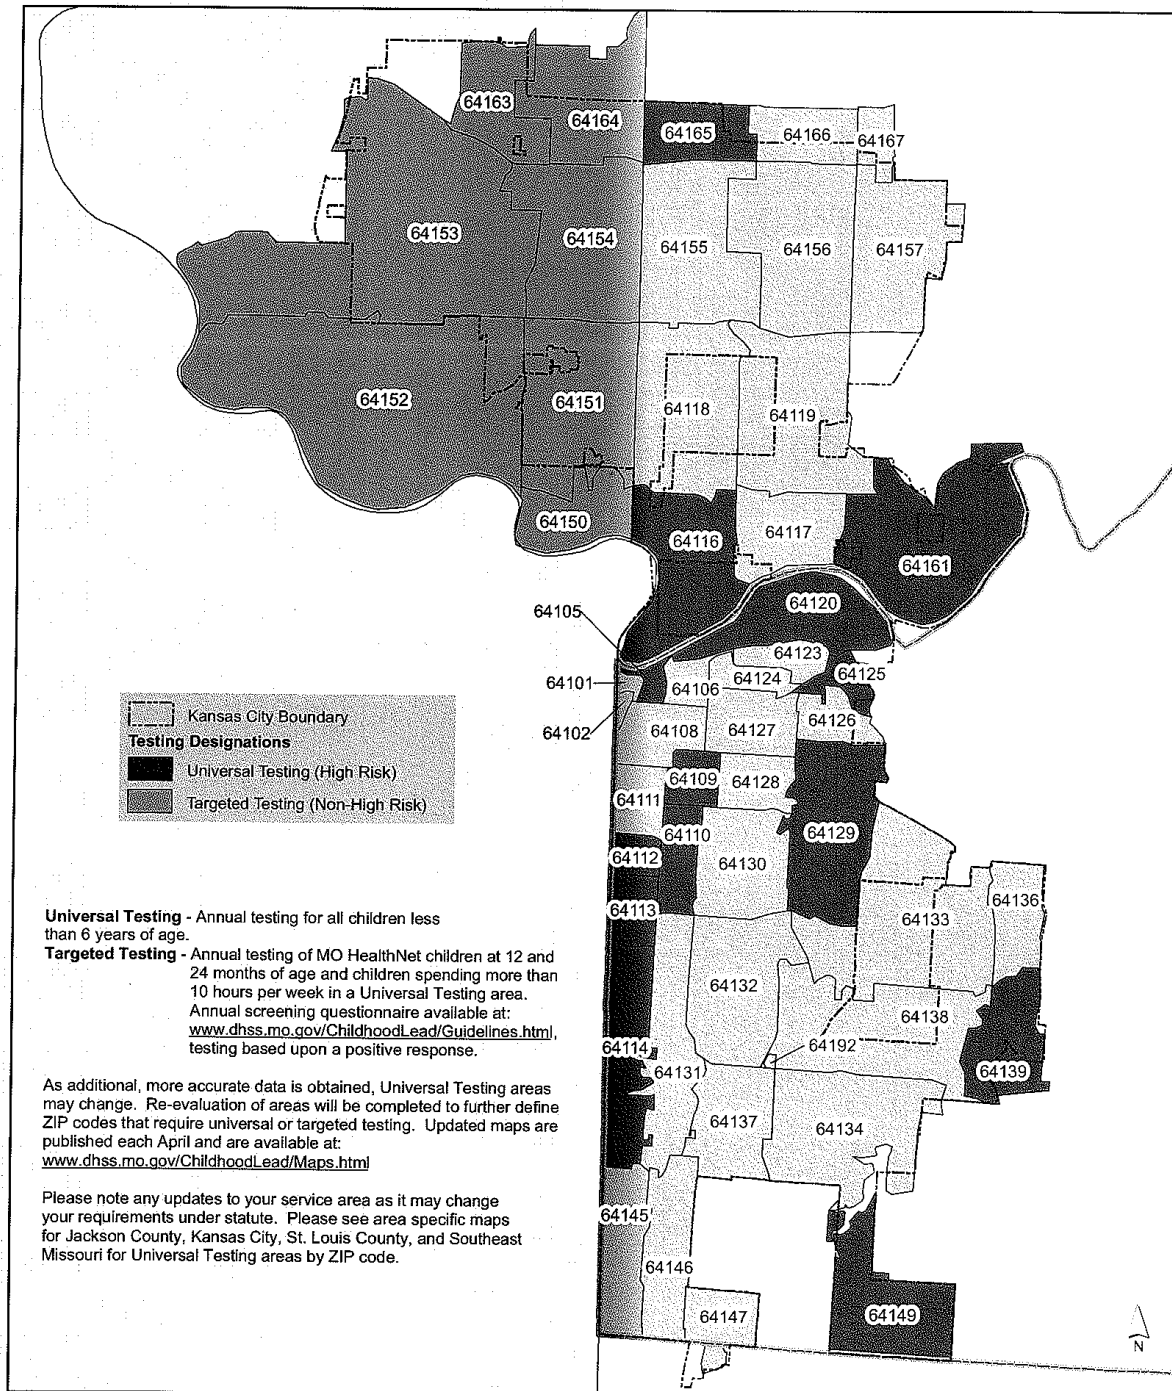 64163
64164
64165
64166
64167
64153
64154
64155
64156
64157
64152
64151
64118
64119
64150
64116
64117
64161
64120
64105
64123
64101
64106
64124
64125
64102
64108
64127
64126
64109
64128
64111
64110
64129
64112
64130
64113
64133
64136
64132
64138
64114
64131
64192
64139
64137
64134
64145
64146
64147
64149
N
Kansas City Boundary
Testing Designations
Universal Testing (High Risk)
Targeted Testing (Non-High Risk)
Universal Testing - Annual testing for all children less
than 6 years of age.
Targeted Testing - Annual testing of MO HealthNet children at 12 and
24 months of age and children spending more than
10 hours per week in a Universal Testing area.
Annual screening questionnaire available at:
www.dhss.mo.gov/ChildhoodLead/Guidelines.html,
testing based upon a positive response.
As additional, more accurate data is obtained, Universal Testing areas
may change. Re-evaluation of areas will be completed to further define
ZIP codes that require universal or targeted testing. Updated maps are
published each April and are available at:
www.dhss.mo.gov/ChildhoodLead/Maps.html
Please note any updates to your service area as it may change
your requirements under statute. Please see area specific maps
for Jackson County, Kansas City, St. Louis County, and Southeast
Missouri for Universal Testing areas by ZIP code.